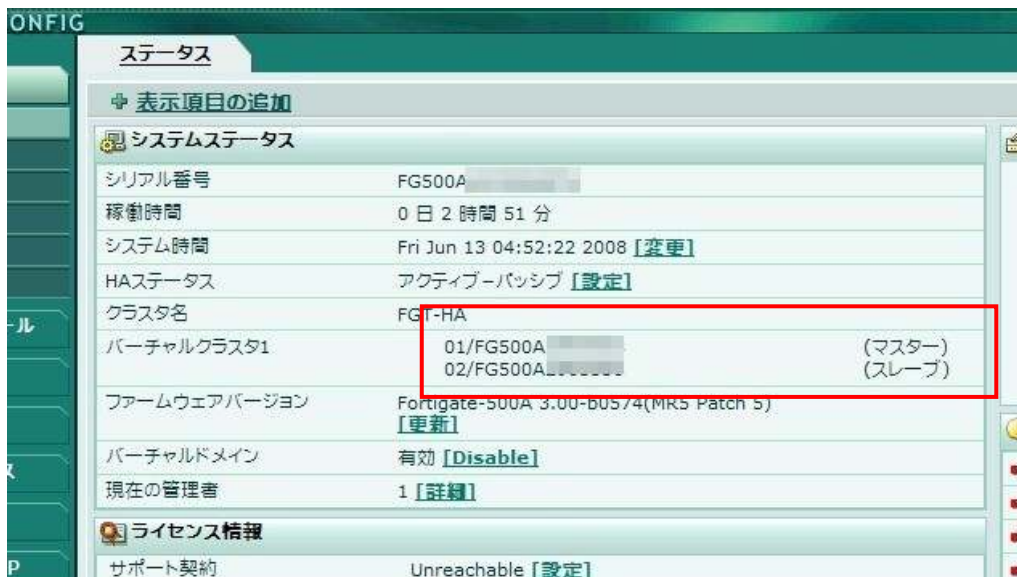 ONFIG
ステータス
表示項目の追加
システムステータス
シリアル番号 FG500A
稼働時間 0 日 2 時間 51 分
システム時間 Fri Jun 13 04:52:22 2008 [変更]
HAステータス アクティブ-パッシブ [設定]
クラスタ名 FGT-HA
ール
バーチャルクラスタ1 01/FG500A (マスター)
02/FG500A (スレーブ)
ファームウェアバージョン Fortigate-500A 3.00-b0574(MR5 Patch 5)
[更新]
バーチャルドメイン 有効 [Disable]
ス
現在の管理者 1 [詳細]
ライセンス情報
P
サポート契約 Unreachable [設定]